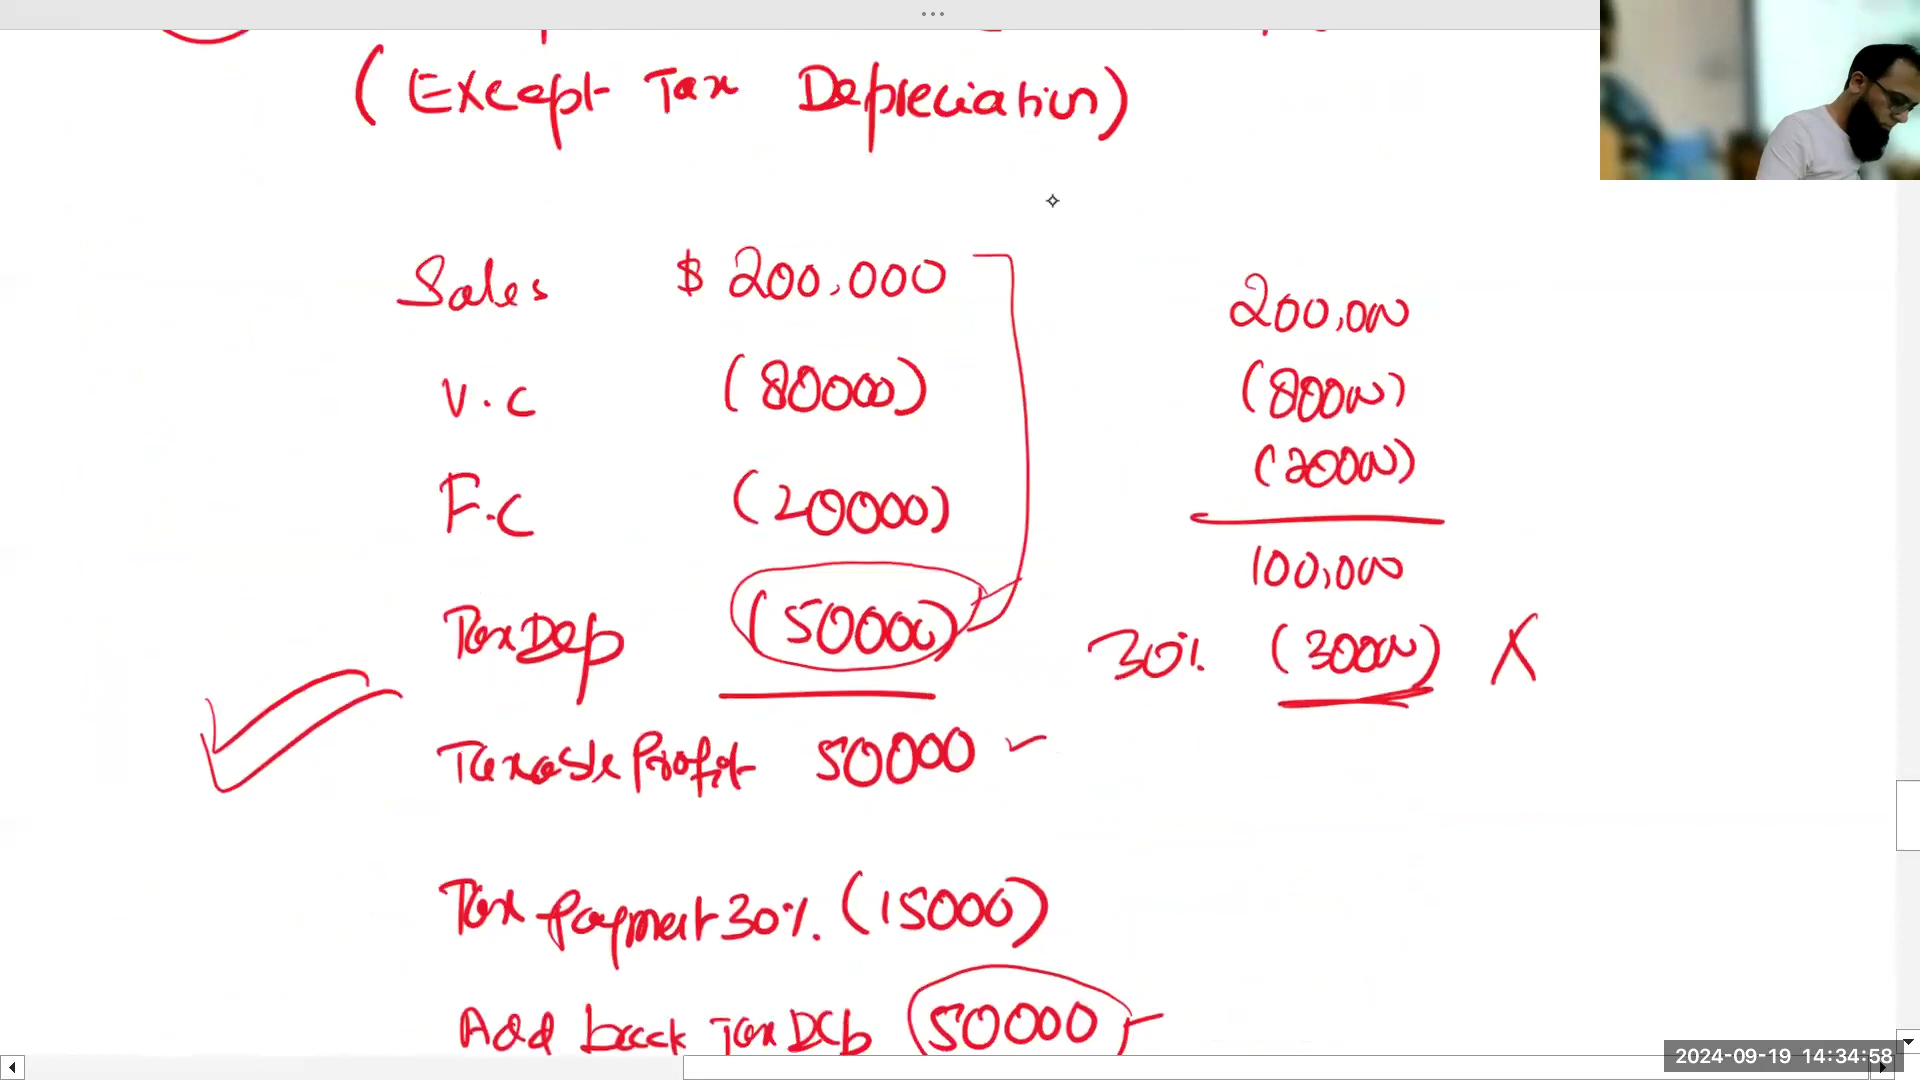 (Except Tax Depreciation)
Sales $ 200,000
V.C (80000)
F.C (20000)
Tax Dep (50000)
Taxable Profit 50000
Tax payment 30% (15000)
Add back Tax Dep 50000
200,000
(80000)
(20000)
100,000
30% (30000) X
2024-09-19 14:34:58